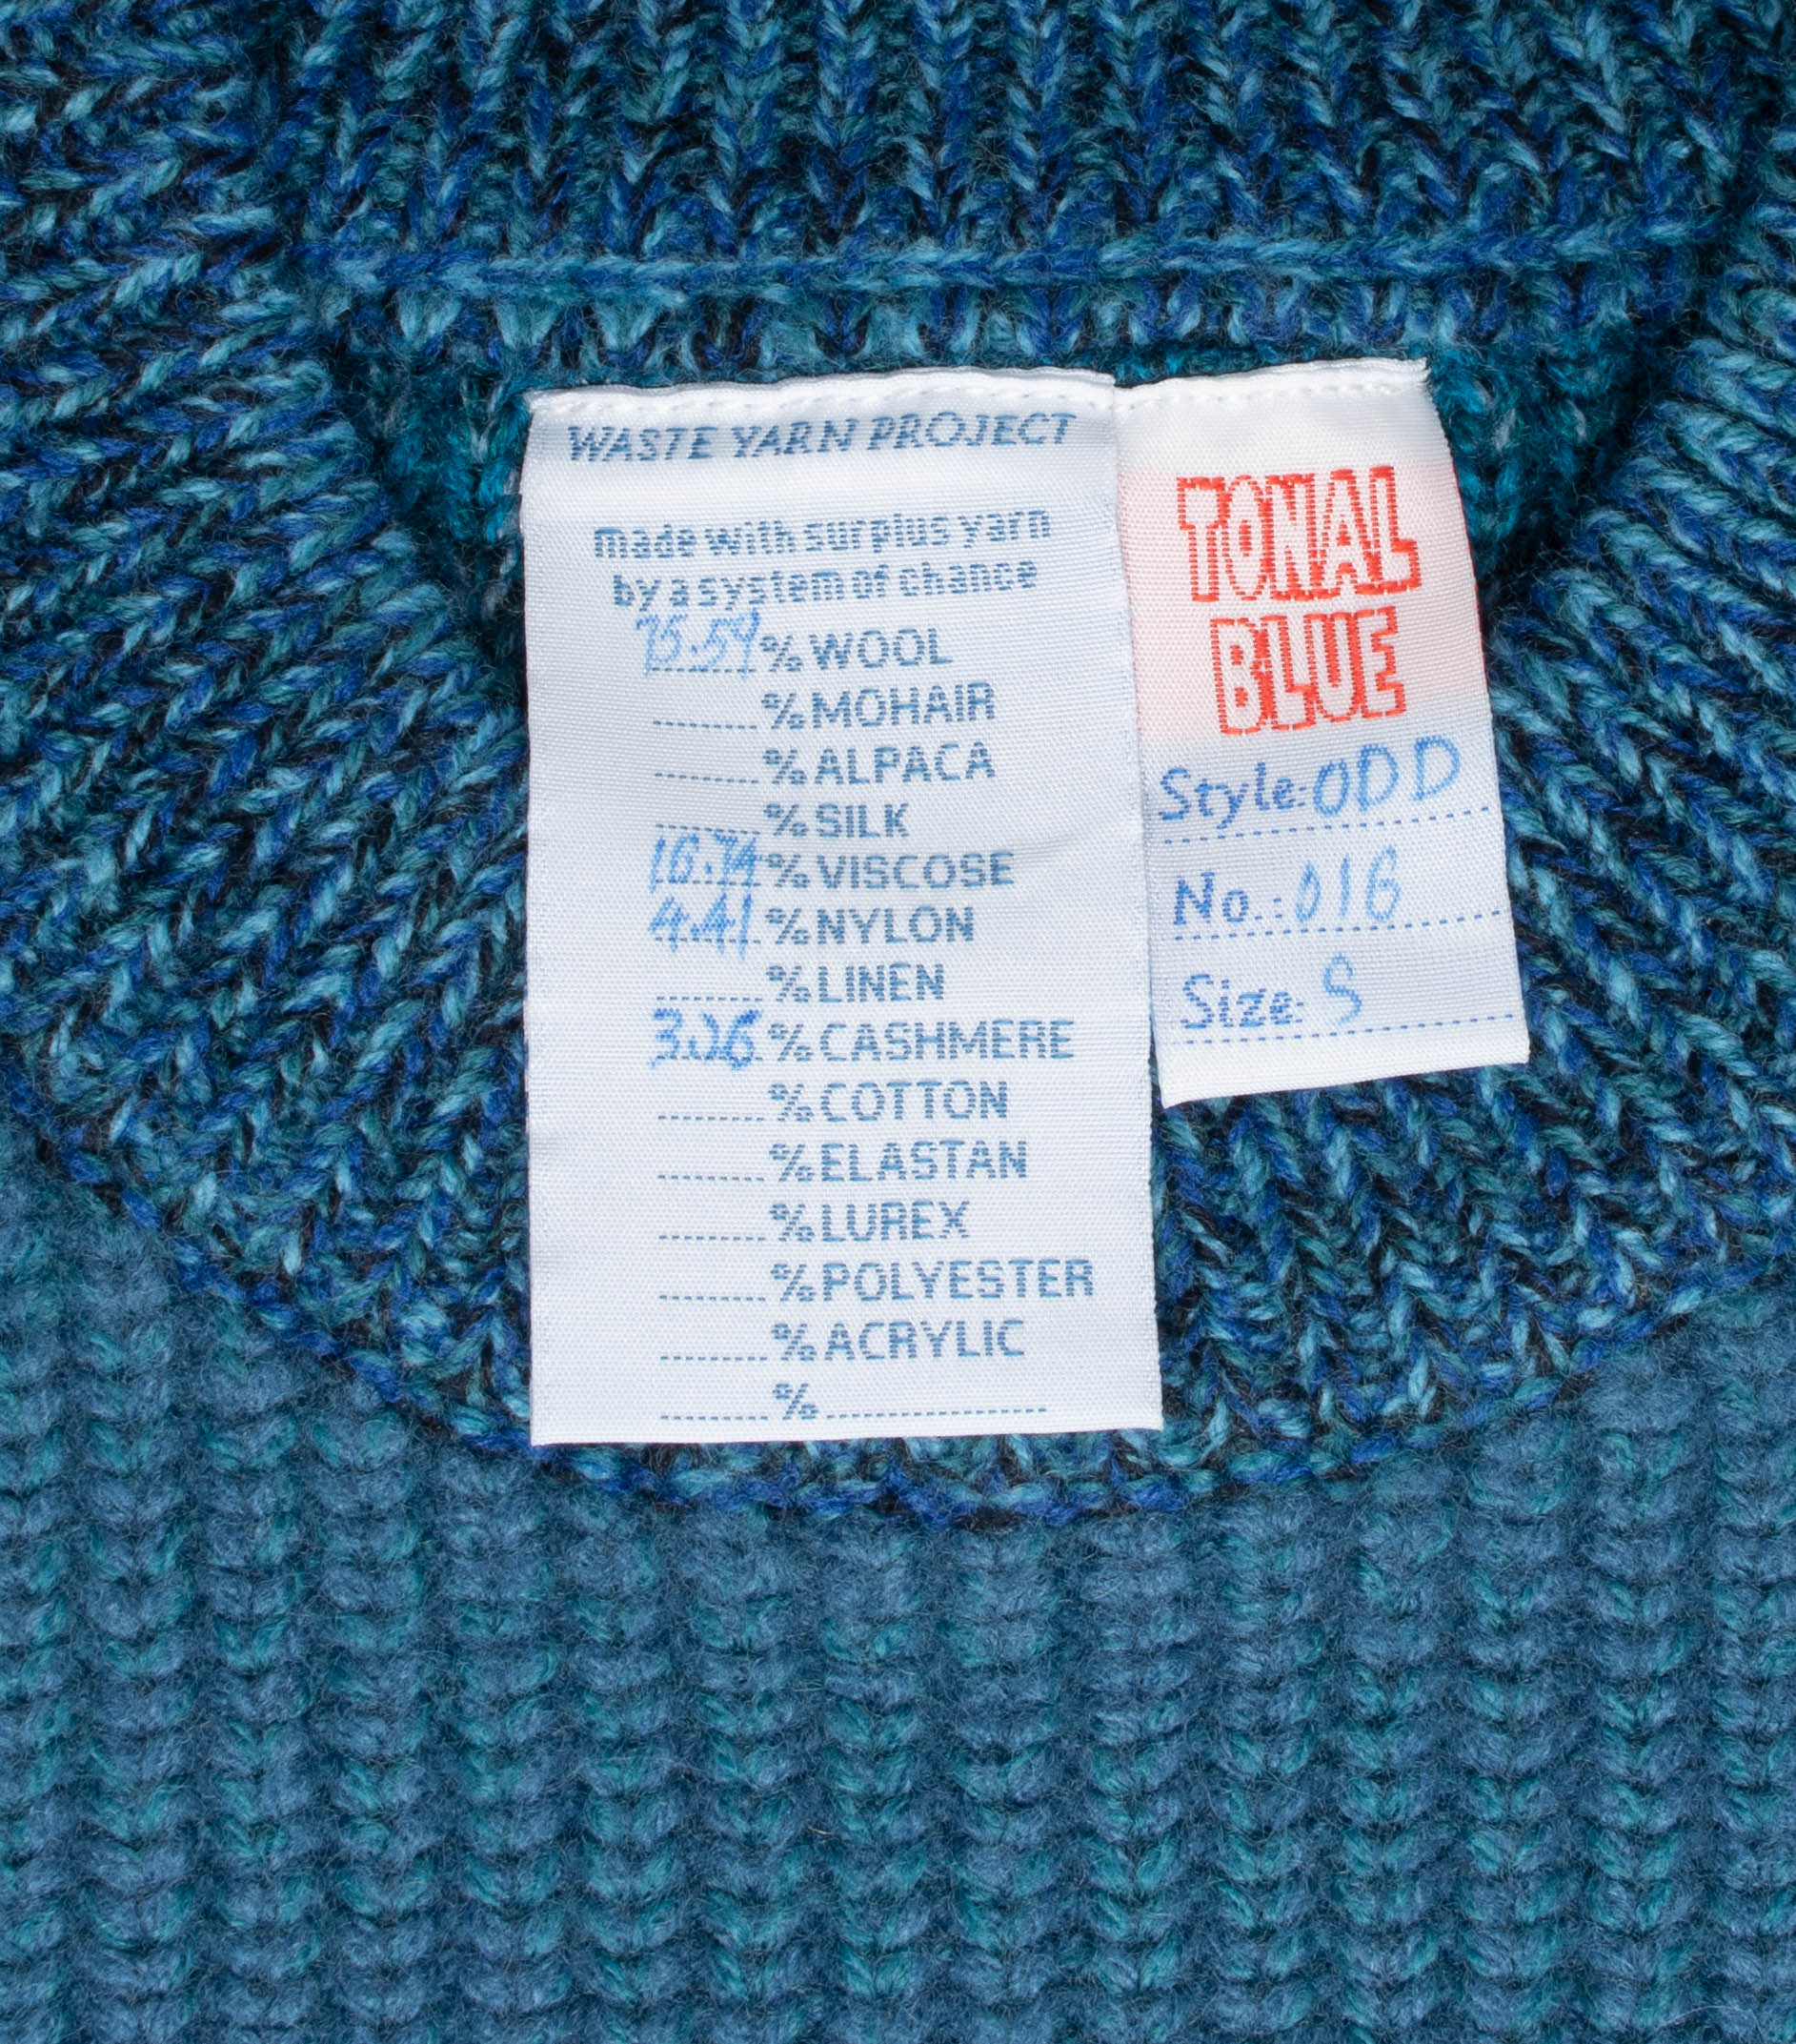 WASTE YARN PROJECT
made with surplus yarn
by a system of chance
75.59% WOOL
........% MOHAIR
........% ALPACA
........% SILK
16.74% VISCOSE
4.41% NYLON
........% LINEN
3.26% CASHMERE
........% COTTON
........% ELASTAN
........% LUREX
........% POLYESTER
........% ACRYLIC
........%................
TONAL
BLUE
Style: ODD
No.: 016
Size: S